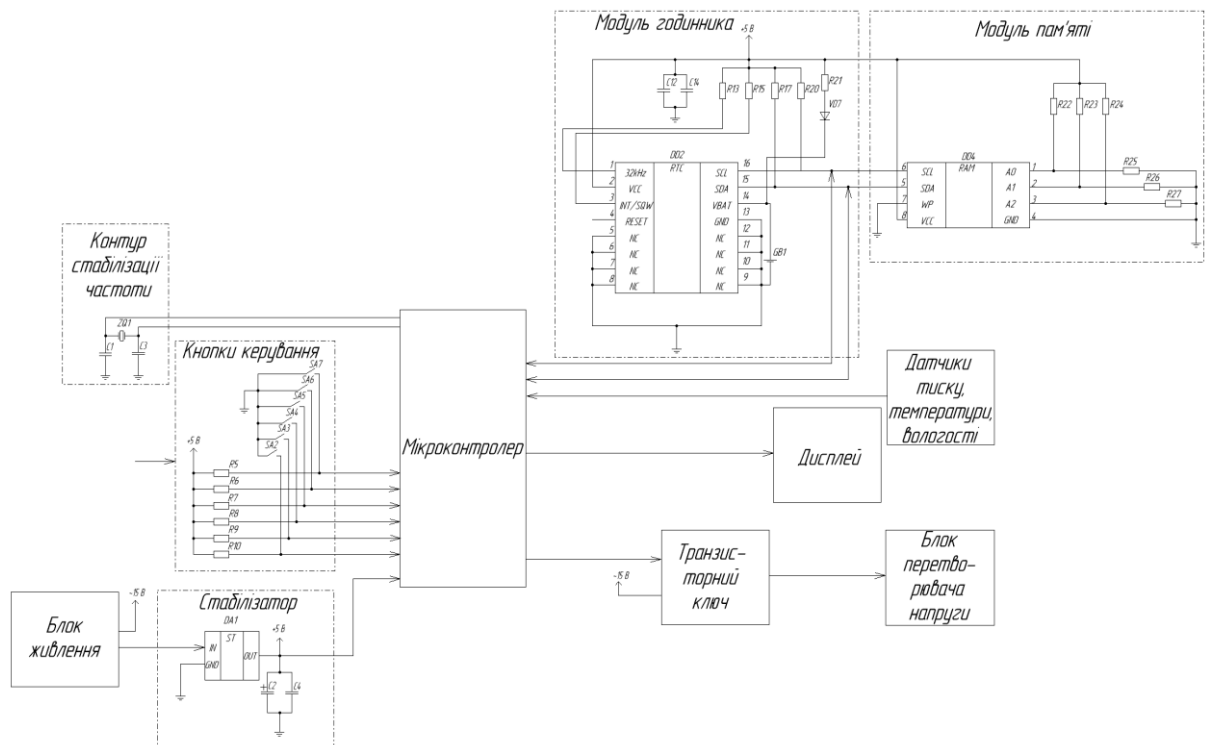 Модуль годинника
+5 В
C12
C14
R13
R15
R17
R20
R21
VD7
DD2
RTC
1
2
3
4
5
6
7
8
32kHz
VCC
INT/SQW
RESET
NC
NC
NC
NC
SCL
SDA
VBAT
GND
NC
NC
NC
NC
16
15
14
13
12
11
10
9
GB1
Модуль пам'яті
R22
R23
R24
DD4
RAM
6
5
7
8
SCL
SDA
WP
VCC
A0
A1
A2
GND
1
2
3
4
R25
R26
R27
Контур
стабілізації
частоти
ZQ1
C1
C3
Кнопки керування
SA7
SA6
SA5
SA4
SA3
SA2
+5 В
R5
R6
R7
R8
R9
R10
Мікроконтролер
Датчики
тиску,
температури,
вологості
Дисплей
Транзис-
торний
ключ
~15 В
Блок
перетво-
рювача
напруги
Блок
живлення
~15 В
Стабілізатор
DA1
ST
IN
GND
OUT
+5 В
+
C2
C4